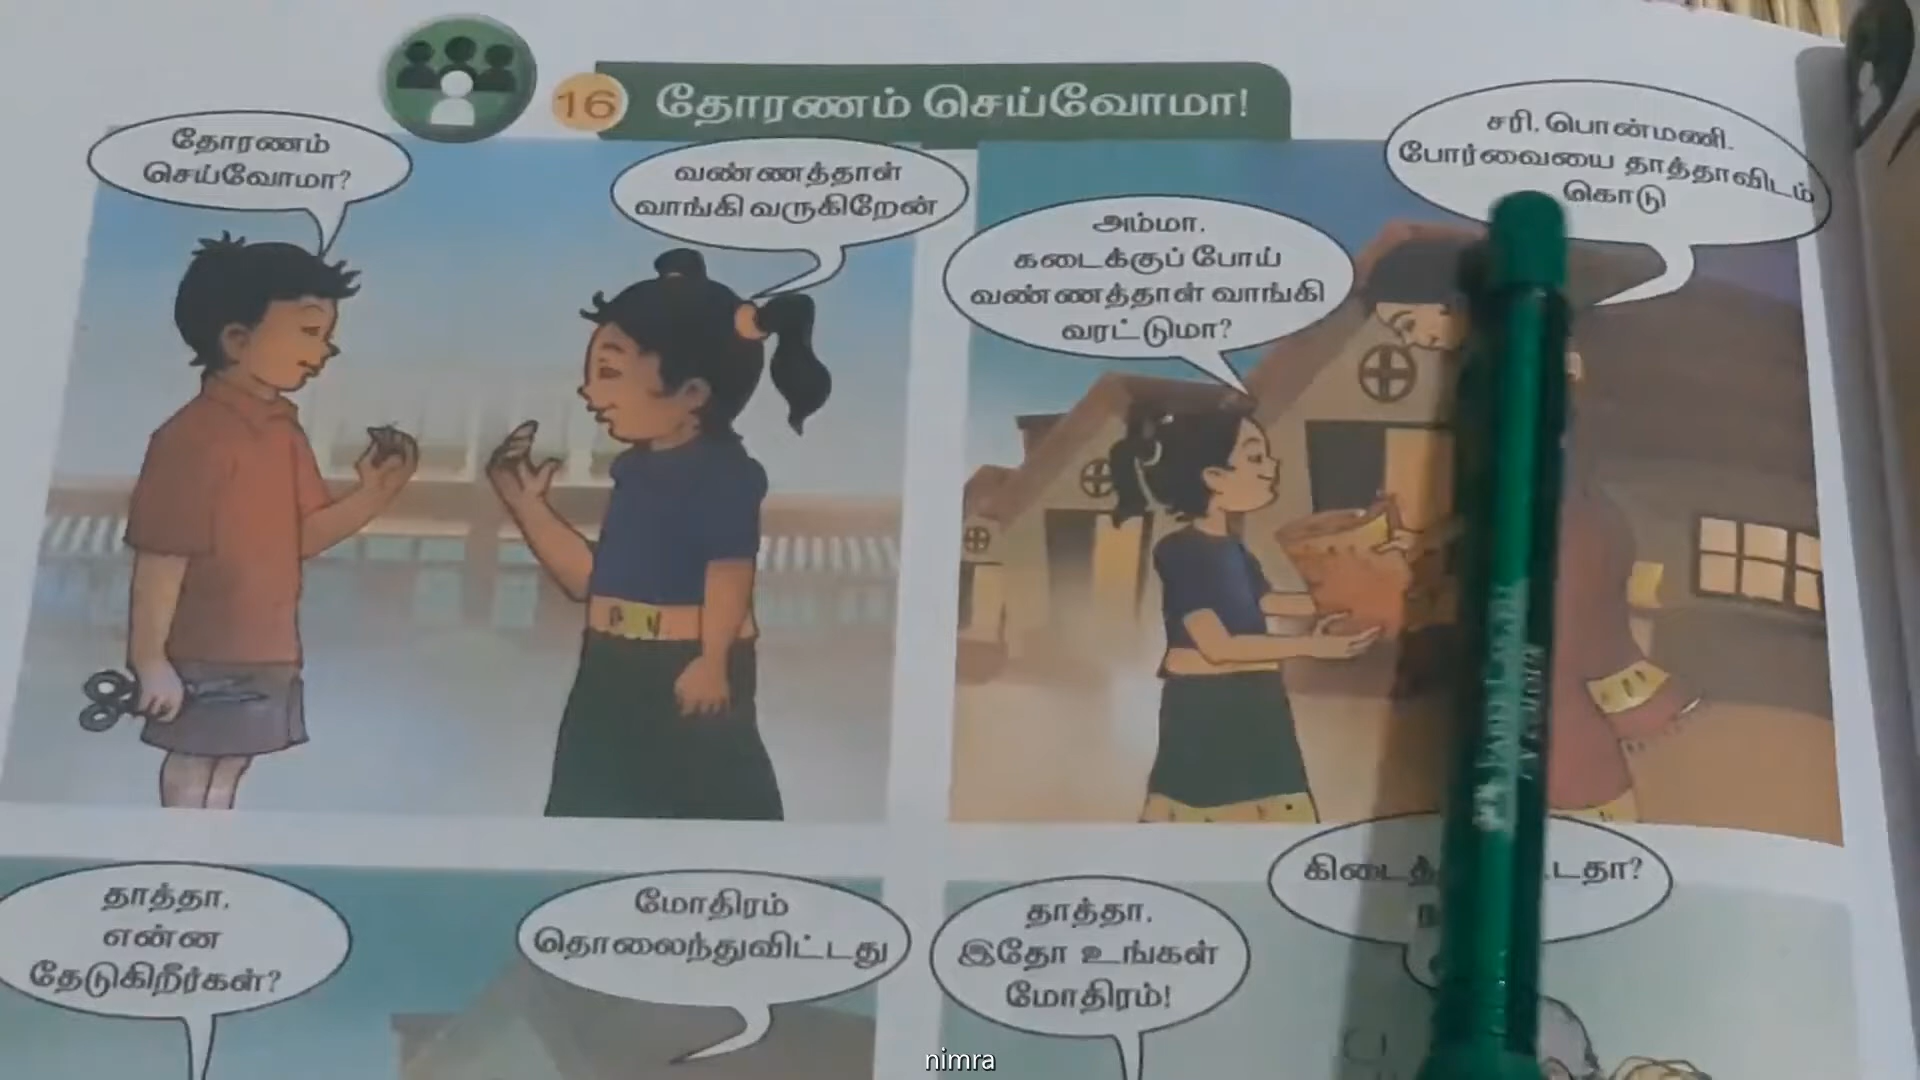 16 தோரணம் செய்வோமா!
தோரணம்
செய்வோமா?
வண்ணத்தாள்
வாங்கி வருகிறேன்
அம்மா,
கடைக்குப் போய்
வண்ணத்தாள் வாங்கி
வரட்டுமா?
சரி, பொன்மணி.
போர்வையை தாத்தாவிடம்
கொடு
தாத்தா,
என்ன
தேடுகிறீர்கள்?
மோதிரம்
தொலைந்துவிட்டது
தாத்தா,
இதோ உங்கள்
மோதிரம்!
nimra